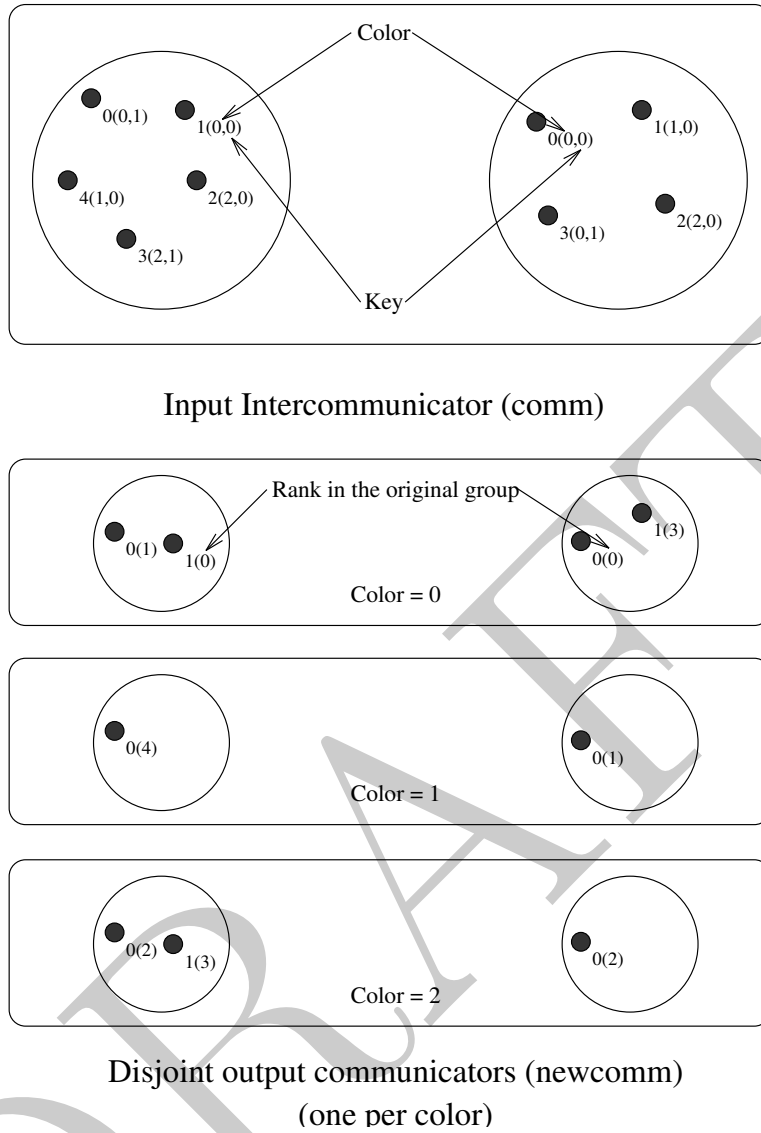 Color
0(0,1)
1(0,0)
0(0,0)
1(1,0)
4(1,0)
2(2,0)
3(2,1)
3(0,1)
2(2,0)
Key
Input Intercommunicator (comm)
Rank in the original group
0(1)
1(0)
0(0)
1(3)
Color = 0
0(4)
0(1)
Color = 1
0(2)
1(3)
0(2)
Color = 2
Disjoint output communicators (newcomm)
(one per color)
DRAFT